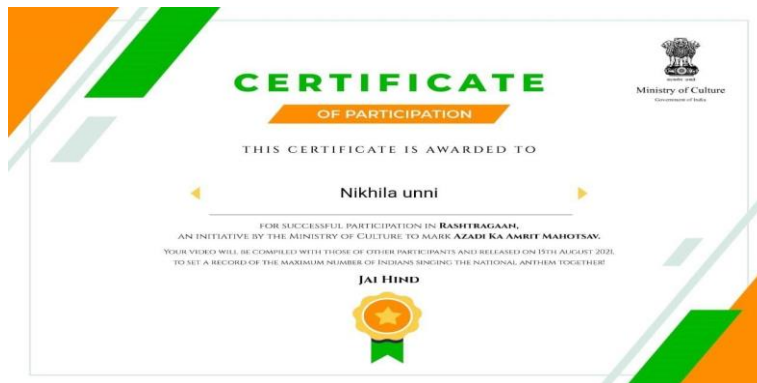 CERTIFICATE
OF PARTICIPATION
सत्यमेव जयते
Ministry of Culture
Government of India
THIS CERTIFICATE IS AWARDED TO
Nikhila unni
FOR SUCCESSFUL PARTICIPATION IN RASHTRAGAAN,
AN INITIATIVE BY THE MINISTRY OF CULTURE TO MARK AZADI KA AMRIT MAHOTSAV.
YOUR VIDEO WILL BE COMPILED WITH THOSE OF OTHER PARTICIPANTS AND RELEASED ON 15TH AUGUST 2021,
TO SET A RECORD OF THE MAXIMUM NUMBER OF INDIANS SINGING THE NATIONAL ANTHEM TOGETHER!
JAI HIND